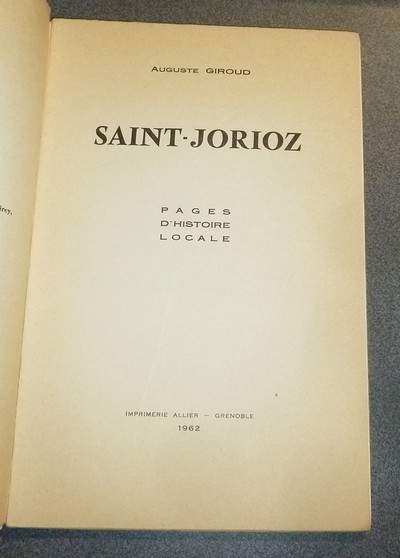 Auguste GIROUD
SAINT-JORIOZ
PAGES
D'HISTOIRE
LOCALE
IMPRIMERIE ALLIER — GRENOBLE
1962